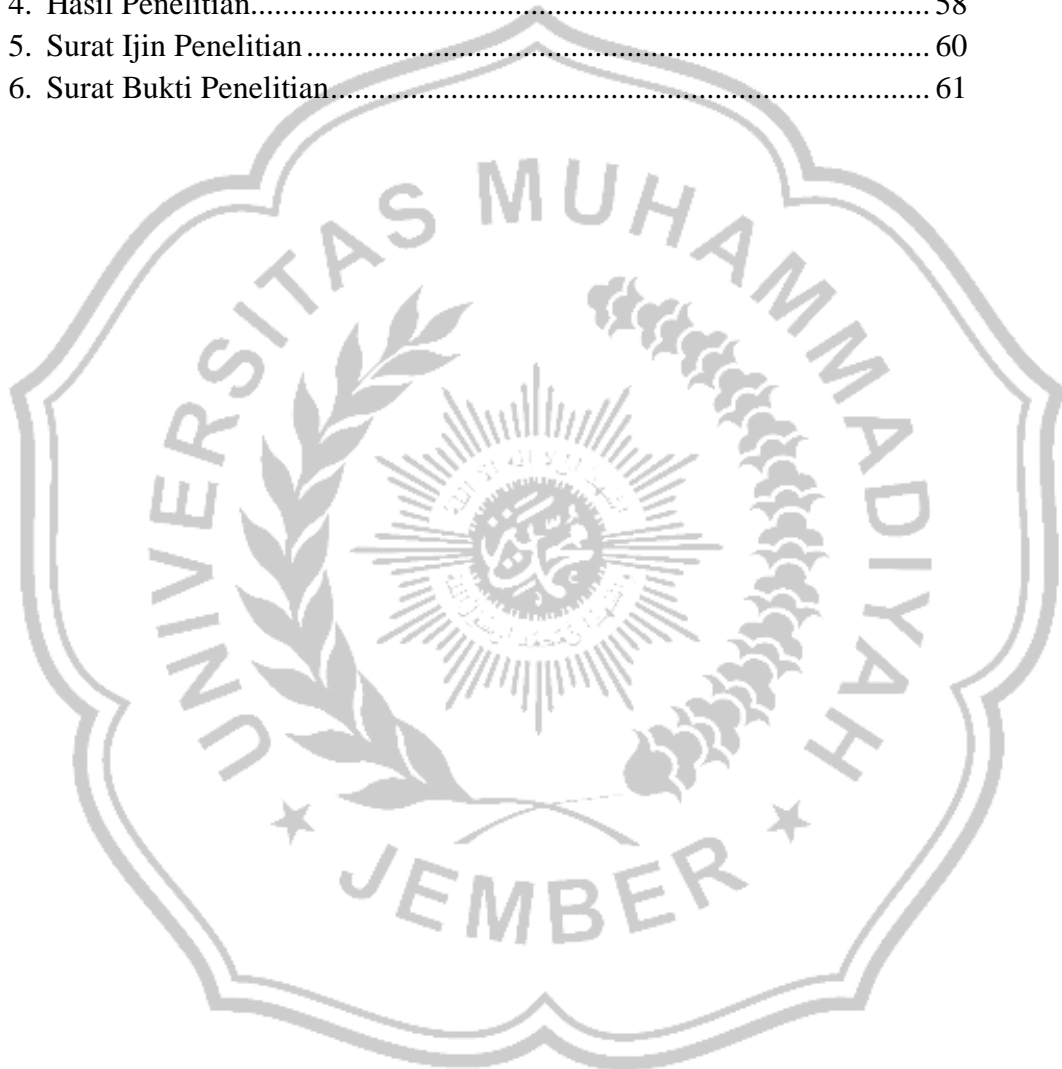 4. Hasil Penelitian........................................................................................ 58
5. Surat Ijin Penelitian................................................................................. 60
6. Surat Bukti Penelitian.............................................................................. 61
UNIVERSITAS MUHAMMADIYAH
★ JEMBER ★